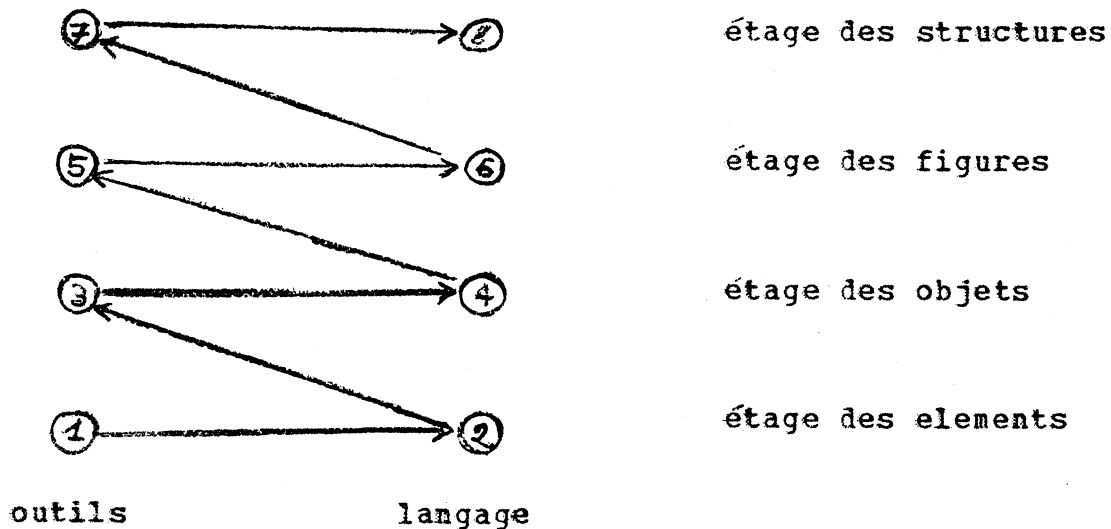 7 8 étage des structures
5 6 étage des figures
3 4 étage des objets
1 2 étage des elements
outils langage